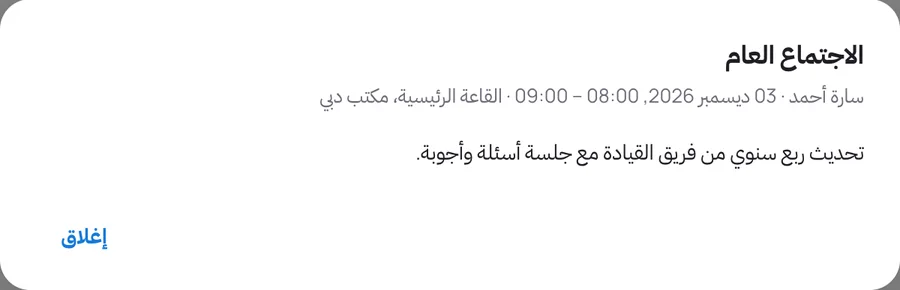 الاجتماع العام
سارة أحمد · 03 ديسمبر 2026, 08:00 – 09:00 · القاعة الرئيسية، مكتب دبي
تحديث ربع سنوي من فريق القيادة مع جلسة أسئلة وأجوبة.
إغلاق